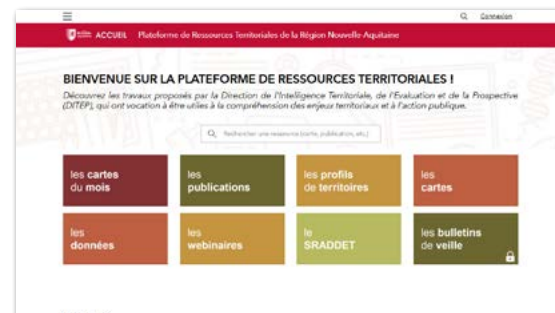 Connexion
ACCUEIL Plateforme de Ressources Territoriales de la Région Nouvelle-Aquitaine
BIENVENUE SUR LA PLATEFORME DE RESSOURCES TERRITORIALES !
Découvrez les travaux proposés par la Direction de l'Intelligence Territoriale, de l'Evaluation et de la Prospective
(DITEP), qui ont vocation à être utiles à la compréhension des enjeux territoriaux et à l'action publique.
Rechercher une ressource (carte, publication, etc.)
les cartes
du mois
les
publications
les profils
de territoires
les
cartes
les
données
les
webinaires
le
SRADDET
les bulletins
de veille